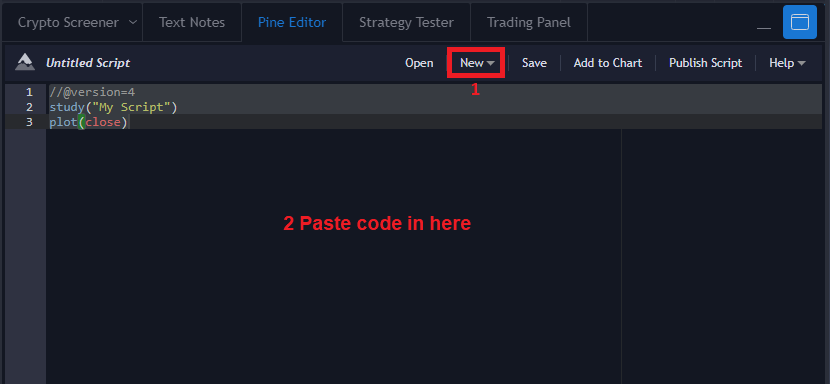 Crypto Screener Text Notes Pine Editor Strategy Tester Trading Panel
Untitled Script Open New Save Add to Chart Publish Script Help
1
1 //@version=4
2 study("My Script")
3 plot(close)
2 Paste code in here